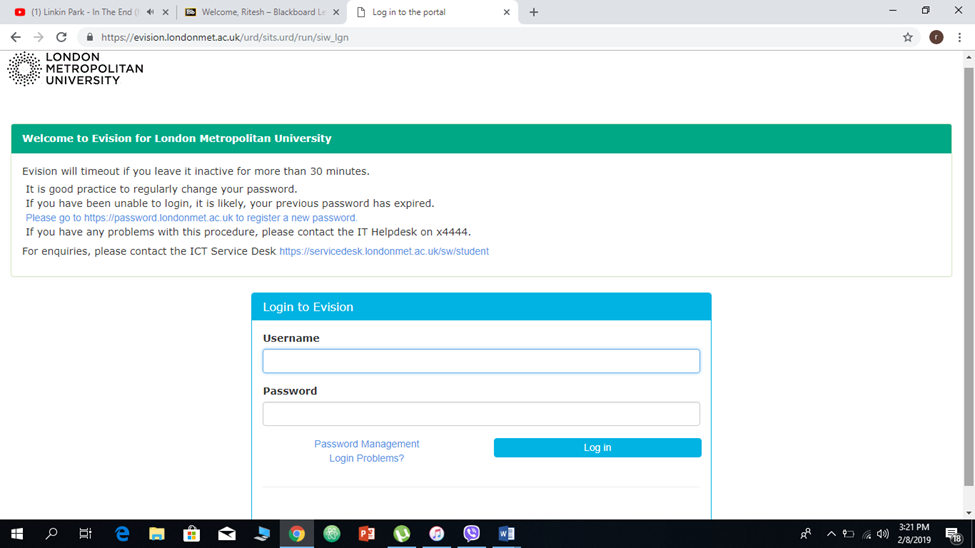 (1) Linkin Park - In The End (
Welcome, Ritesh – Blackboard Le
Log in to the portal
https://evision.londonmet.ac.uk/urd/sits.urd/run/siw_lgn
r
LONDON
METROPOLITAN
UNIVERSITY
Welcome to Evision for London Metropolitan University
Evision will timeout if you leave it inactive for more than 30 minutes.
It is good practice to regularly change your password.
If you have been unable to login, it is likely, your previous password has expired.
Please go to https://password.londonmet.ac.uk to register a new password.
If you have any problems with this procedure, please contact the IT Helpdesk on x4444.
For enquiries, please contact the ICT Service Desk https://servicedesk.londonmet.ac.uk/sw/student
Login to Evision
Username
Password
Password Management
Log in
Login Problems?
3:21 PM
2/8/2019
18